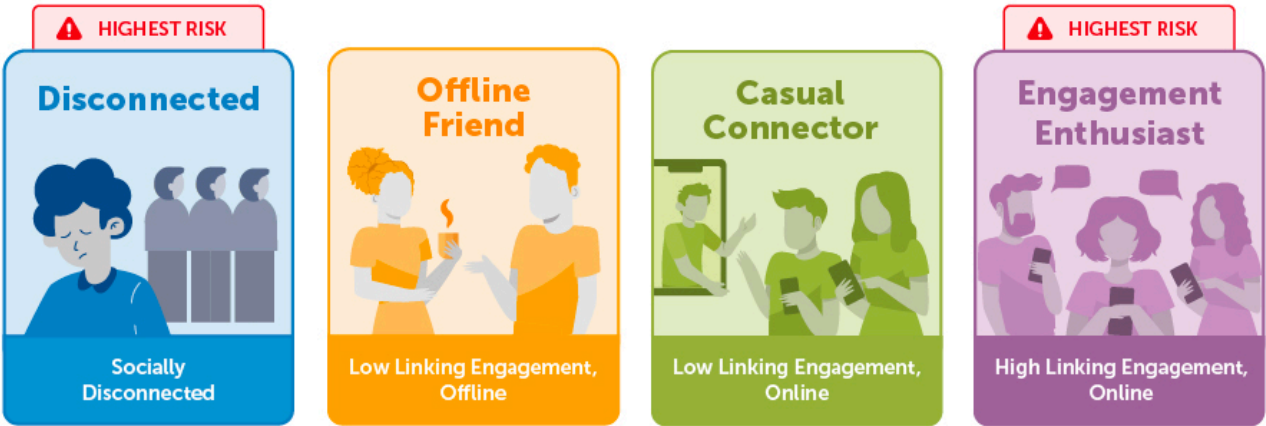 HIGHEST RISK
Disconnected
Socially
Disconnected
Offline
Friend
Low Linking Engagement,
Offline
Casual
Connector
Low Linking Engagement,
Online
HIGHEST RISK
Engagement
Enthusiast
High Linking Engagement,
Online